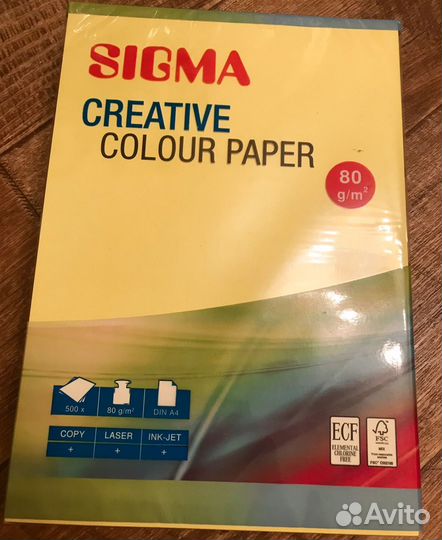 SIGMA
CREATIVE
COLOUR PAPER
80
g/m²
500 x 80 g/m² DIN A4
COPY LASER INK-JET
+ + +
ECF
ELEMENTAL
CHLORINE
FREE
FSC
MIX
Avito